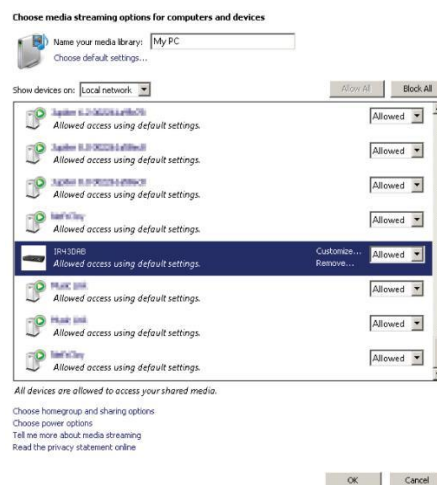 Choose media streaming options for computers and devices
Name your media library: My PC
Choose default settings...
Show devices on: Local network
Allow All Block All
Allowed
Allowed access using default settings.
Allowed
Allowed access using default settings.
Allowed
Allowed access using default settings.
Allowed
Allowed access using default settings.
IR43DAB Customize... Allowed
Allowed access using default settings. Remove...
Allowed
Allowed access using default settings.
Allowed
Allowed access using default settings.
Allowed
Allowed access using default settings.
All devices are allowed to access your shared media.
Choose homegroup and sharing options
Choose power options
Tell me more about media streaming
Read the privacy statement online
OK Cancel